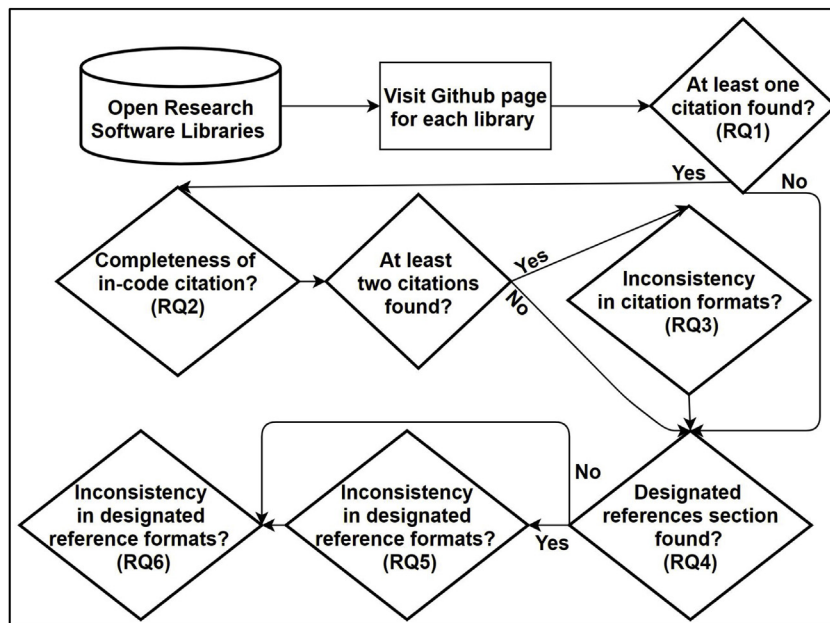 Open Research
Software Libraries
Visit Github page
for each library
At least one
citation found?
(RQ1)
Yes
No
Completeness of
in-code citation?
(RQ2)
At least
two citations
found?
Yes
No
Inconsistency
in citation formats?
(RQ3)
Designated
references section
found?
(RQ4)
No
Yes
Inconsistency
in designated
reference formats?
(RQ5)
Inconsistency
in designated
reference formats?
(RQ6)